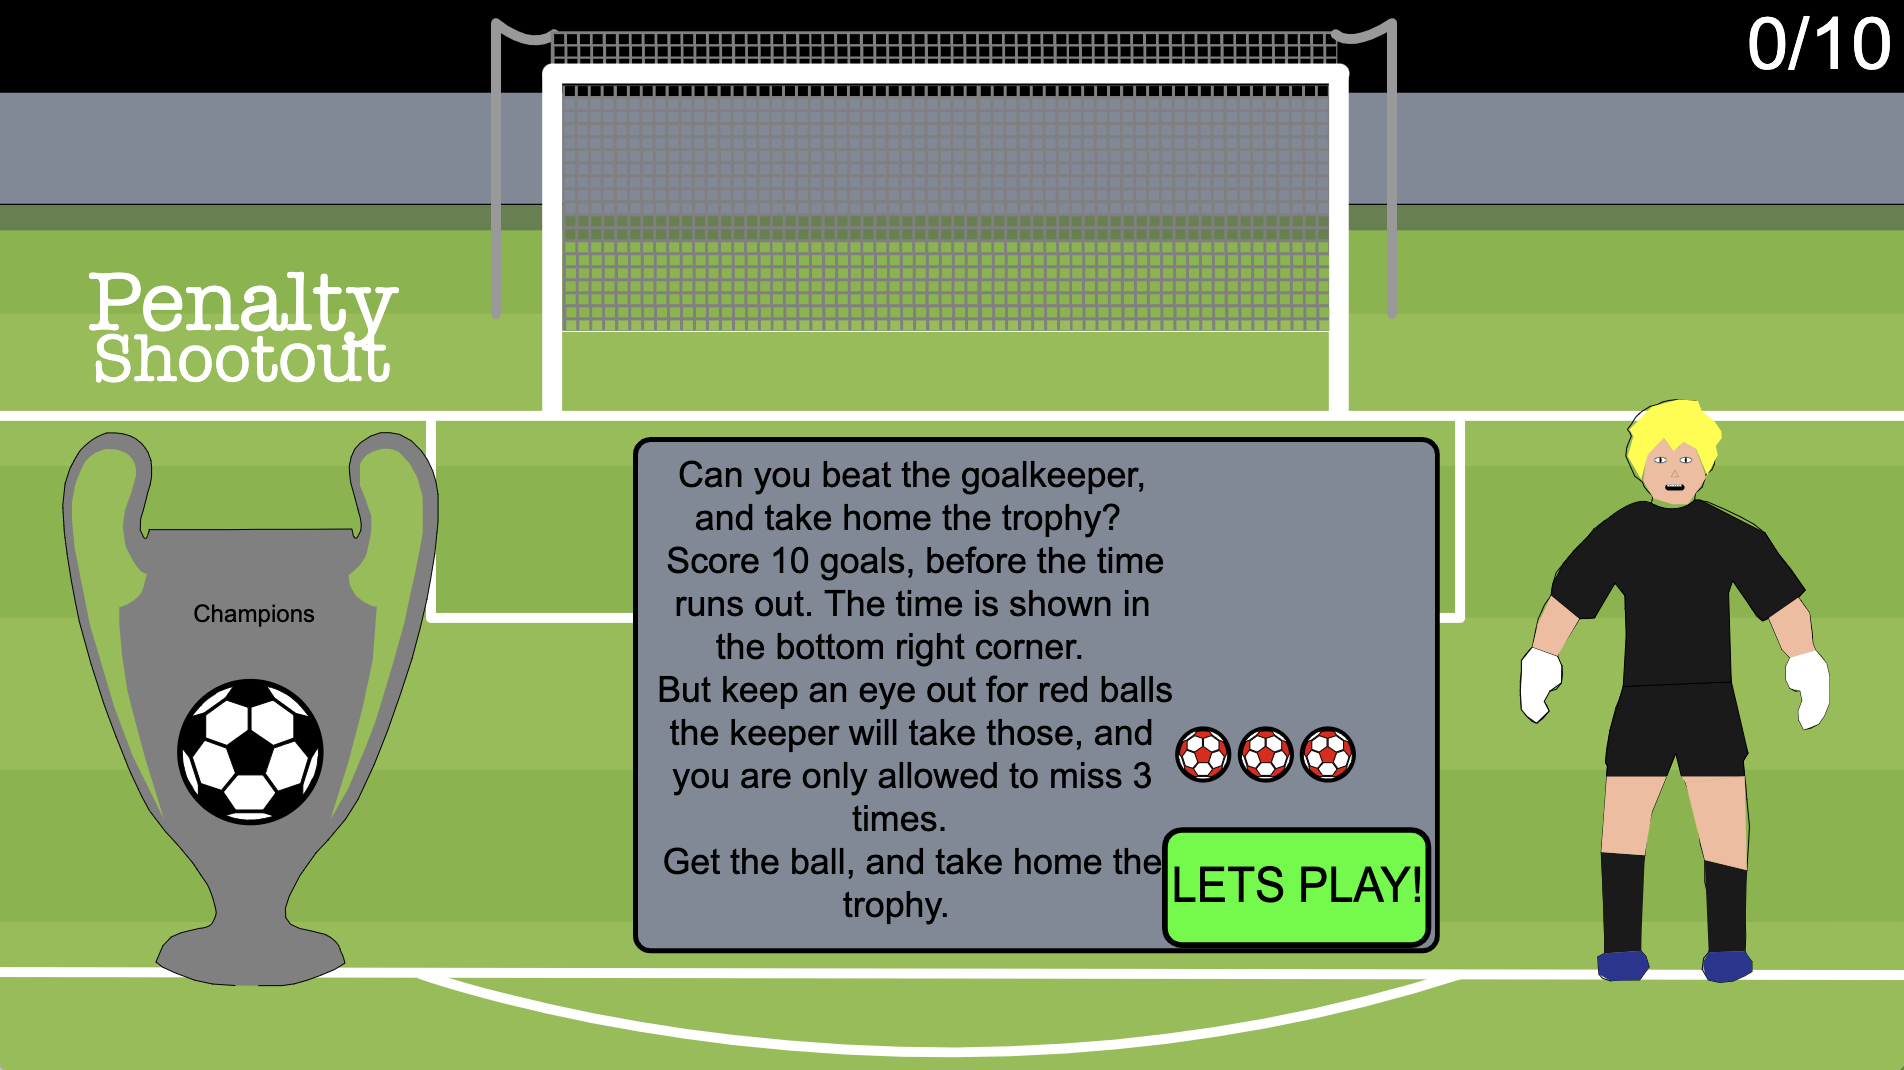 0/10
Penalty
Shootout
Champions
Can you beat the goalkeeper,
and take home the trophy?
Score 10 goals, before the time
runs out. The time is shown in
the bottom right corner.
But keep an eye out for red balls
the keeper will take those, and
you are only allowed to miss 3
times.
Get the ball, and take home the
trophy.
LETS PLAY!